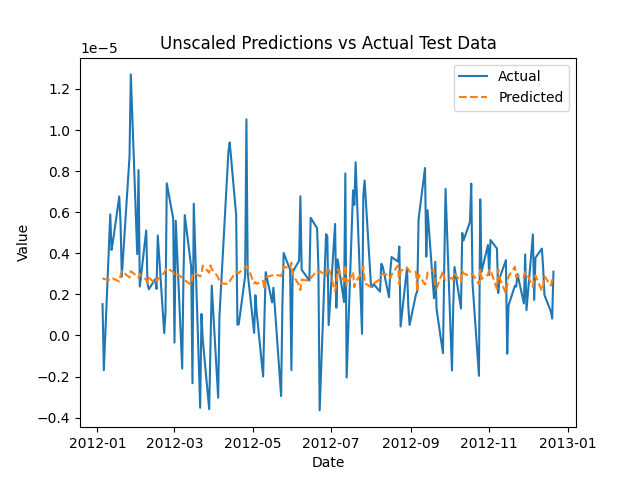 Unscaled Predictions vs Actual Test Data
1e−5
Actual
Predicted
1.2
1.0
0.8
0.6
0.4
0.2
0.0
−0.2
−0.4
Value
2012-01 2012-03 2012-05 2012-07 2012-09 2012-11 2013-01
Date